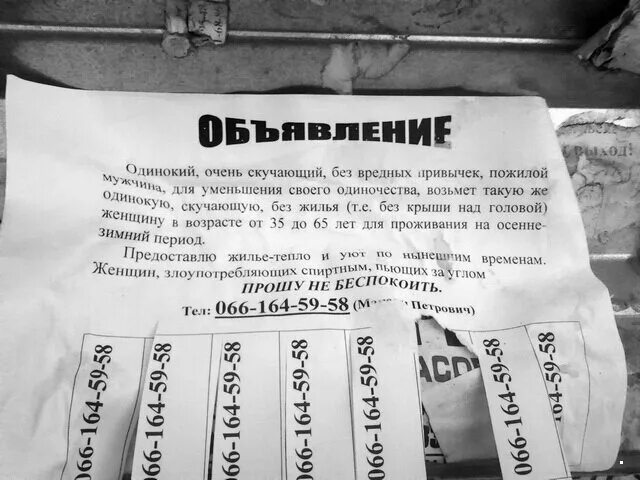 ВЫХОД!
ОБЪЯВЛЕНИЕ
Одинокий, очень скучающий, без вредных привычек, пожилой
мужчина, для уменьшения своего одиночества, возьмет такую же
одинокую, скучающую, без жилья (т.е. без крыши над головой)
женщину в возрасте от 35 до 65 лет для проживания на осенне-
зимний период.
Предоставлю жилье-тепло и уют по нынешним временам.
Женщин, злоупотребляющих спиртным, пьющих за углом
ПРОШУ НЕ БЕСПОКОИТЬ.
Тел: 066-164-59-58 ( Петрович)
066-164-59-58
066-164-59-58
066-164-59-58
066-164-59-58
066-164-59-58
066-164-59-58
066-164-59-58